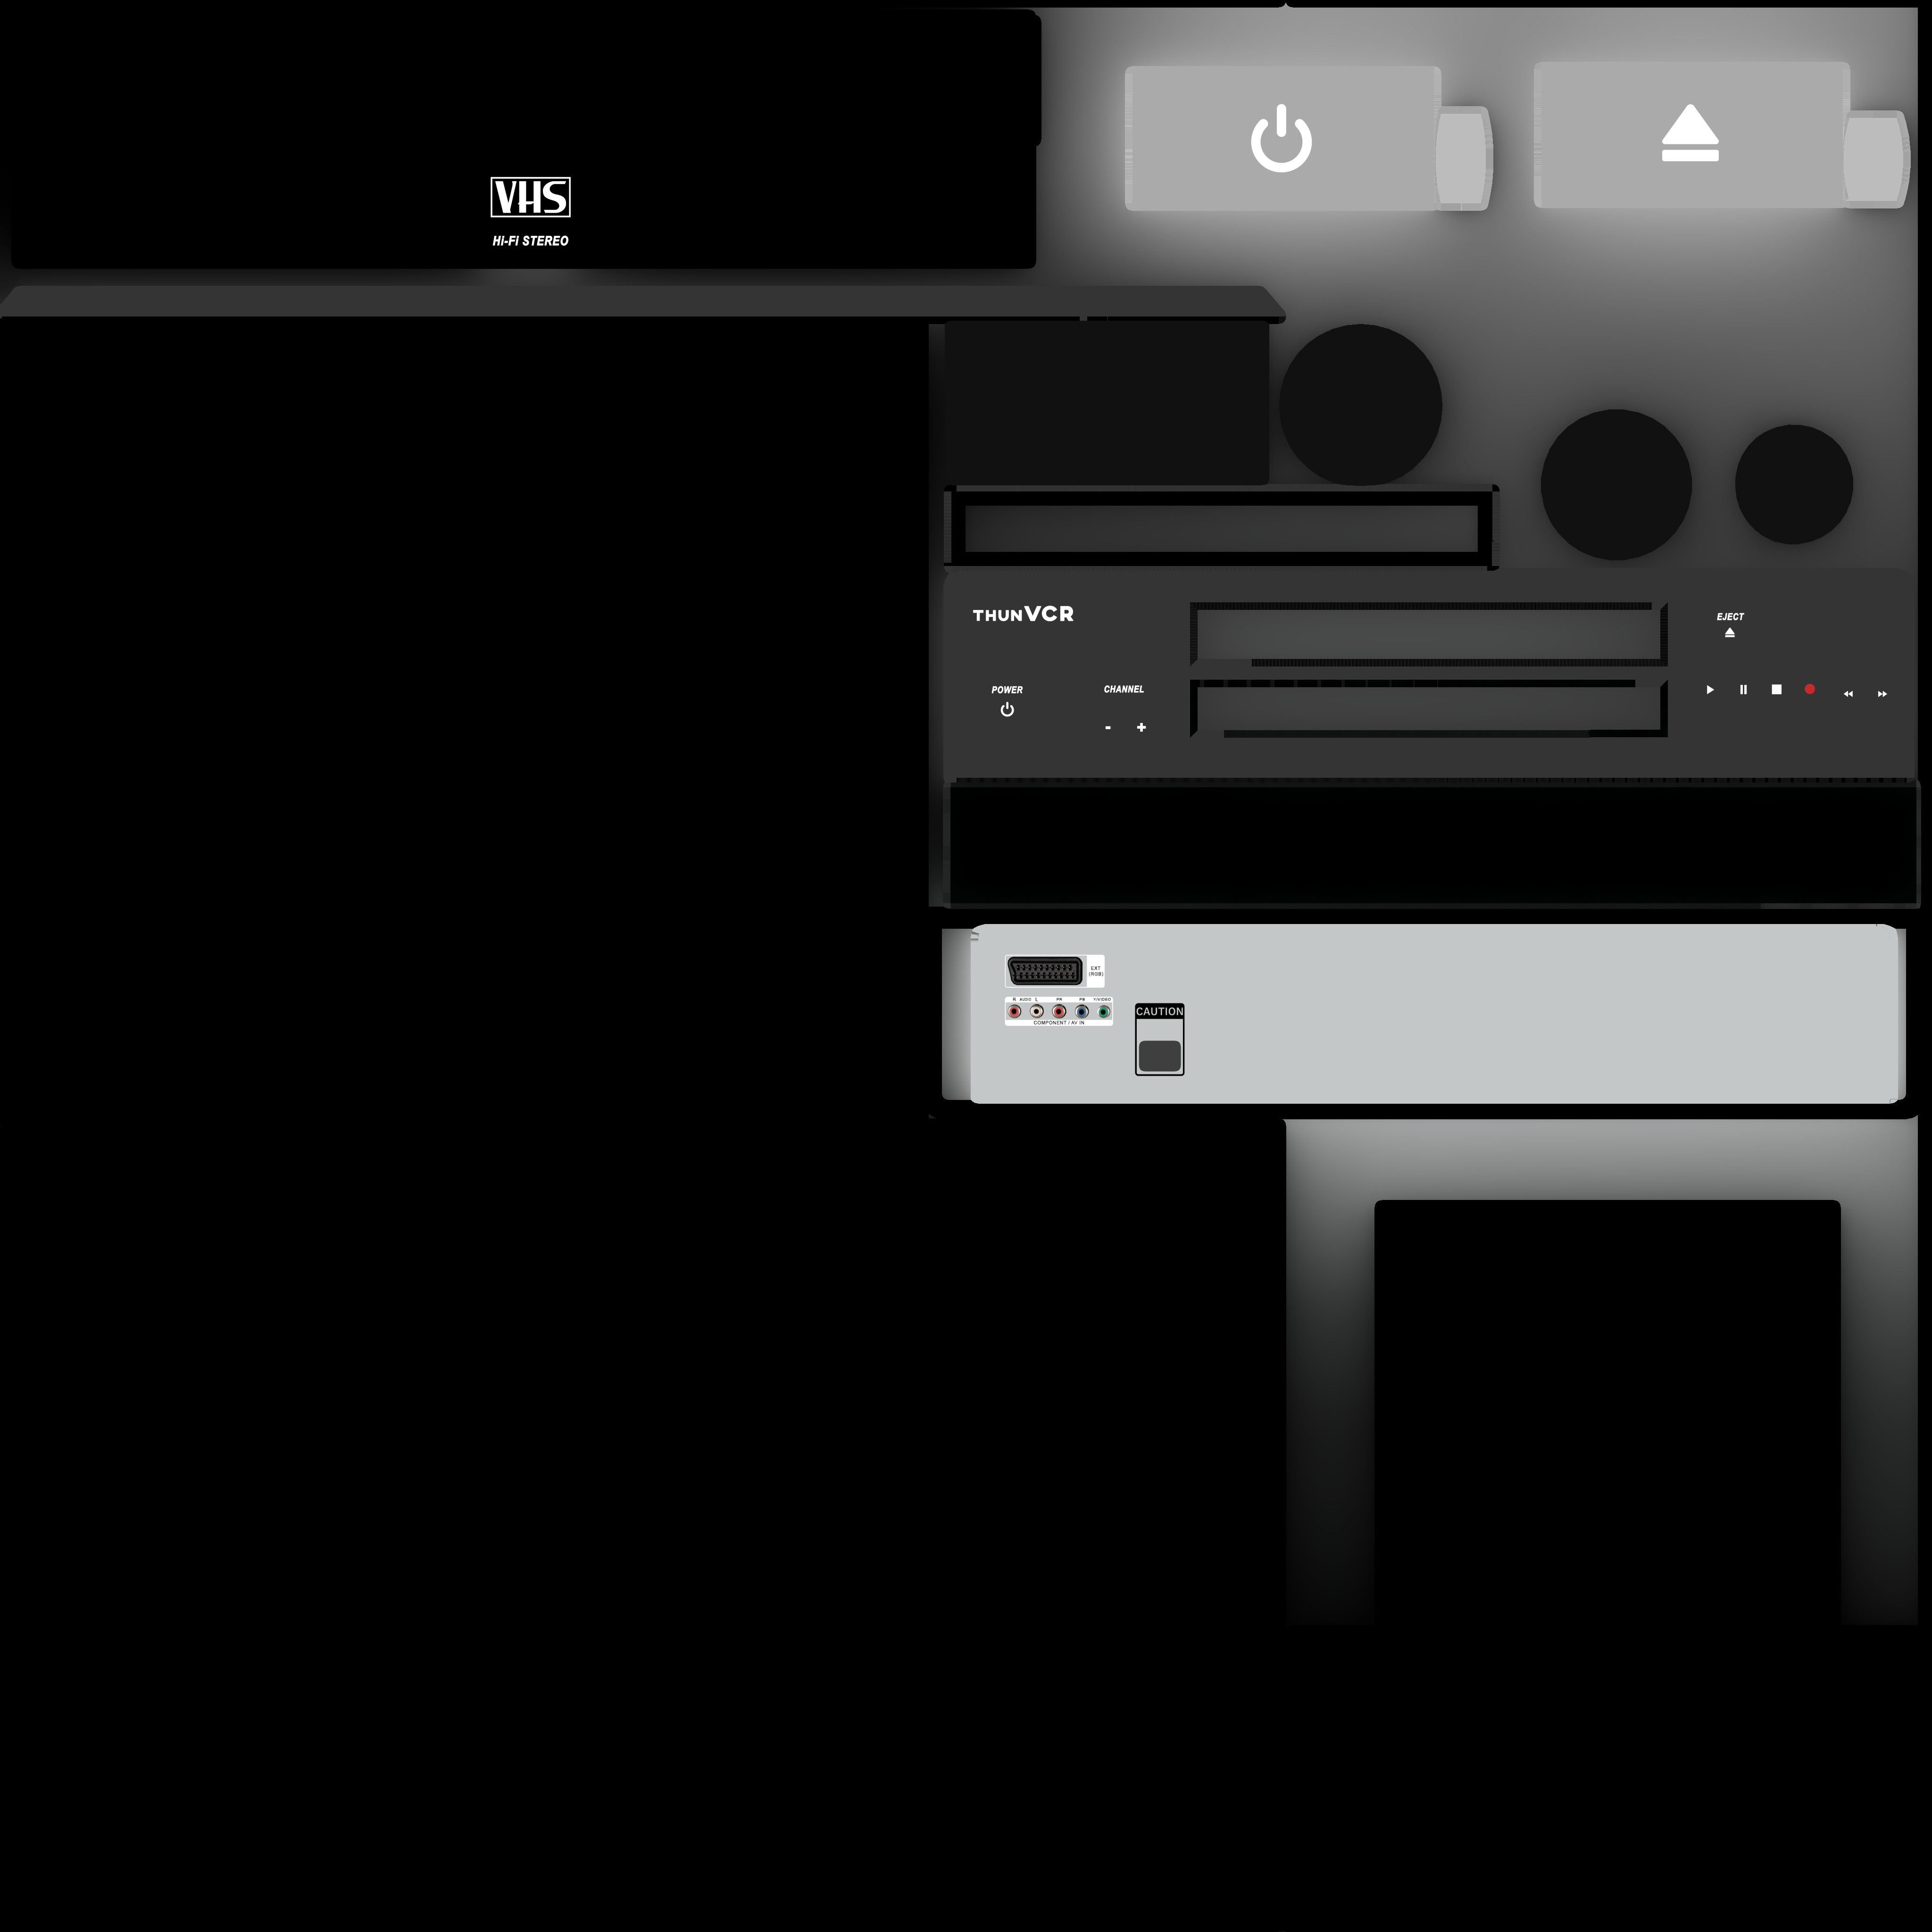 VHS
Hi-Fi STEREO
THUNVCR
EJECT
POWER
CHANNEL
- +
EXT
(RGB)
R AUDIO L PR PB Y/VIDEO
COMPONENT / AV IN
CAUTION